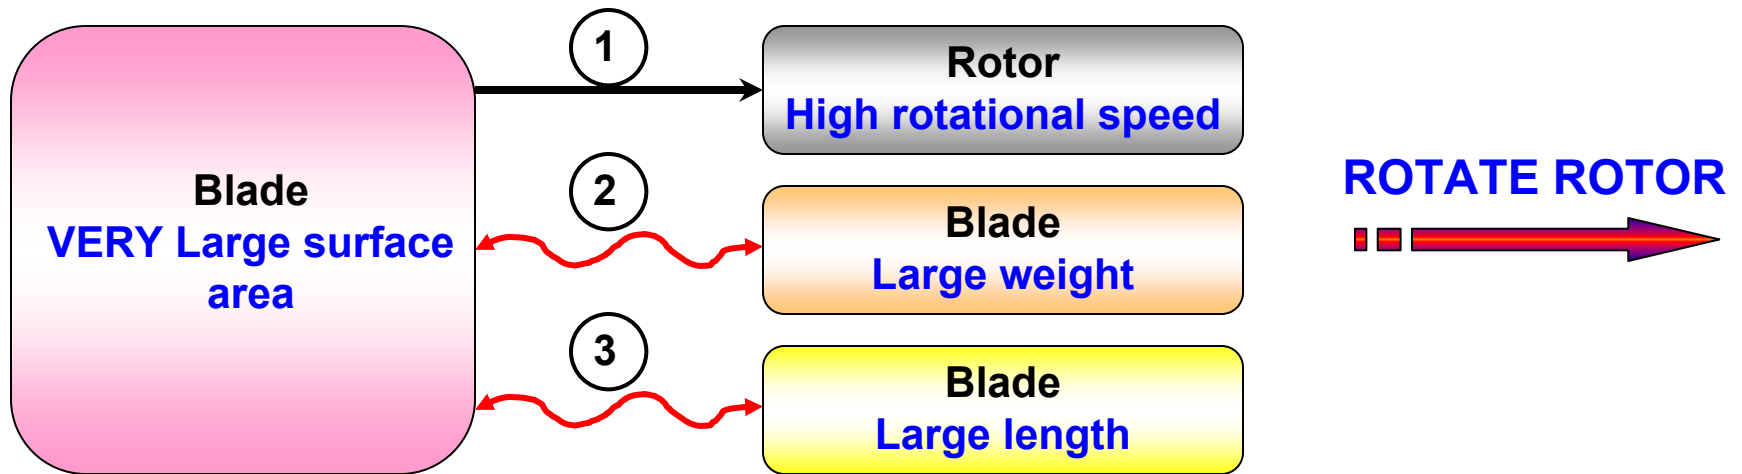 Blade
VERY Large surface
area
1
Rotor
High rotational speed
2
Blade
Large weight
3
Blade
Large length
ROTATE ROTOR